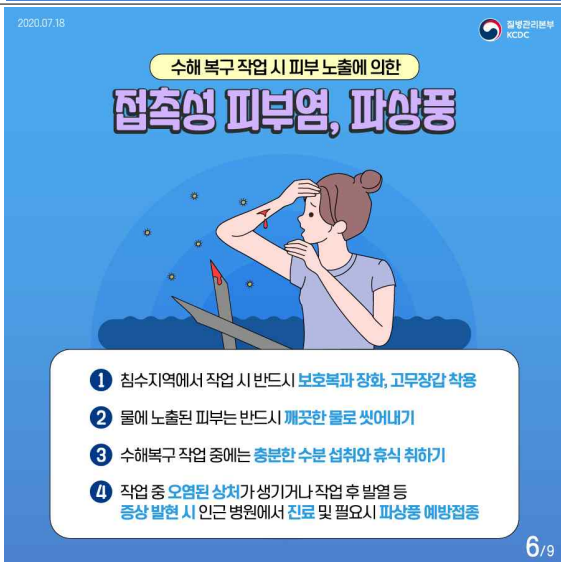 2020.07.18
질병관리본부
KCDC
수해 복구 작업 시 피부 노출에 의한
접촉성 피부염, 파상풍
1 침수지역에서 작업 시 반드시 보호복과 장화, 고무장갑 착용
2 물에 노출된 피부는 반드시 깨끗한 물로 씻어내기
3 수해복구 작업 중에는 충분한 수분 섭취와 휴식 취하기
4 작업 중 오염된 상처가 생기거나 작업 후 발열 등
증상 발현 시 인근 병원에서 진료 및 필요시 파상풍 예방접종
6/9